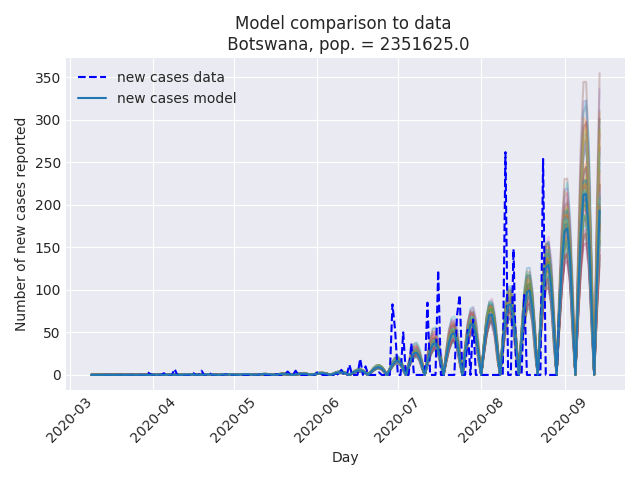 Model comparison to data
Botswana, pop. = 2351625.0
new cases data
new cases model
Number of new cases reported
350
300
250
200
150
100
50
0
2020-03
2020-04
2020-05
2020-06
2020-07
2020-08
2020-09
Day